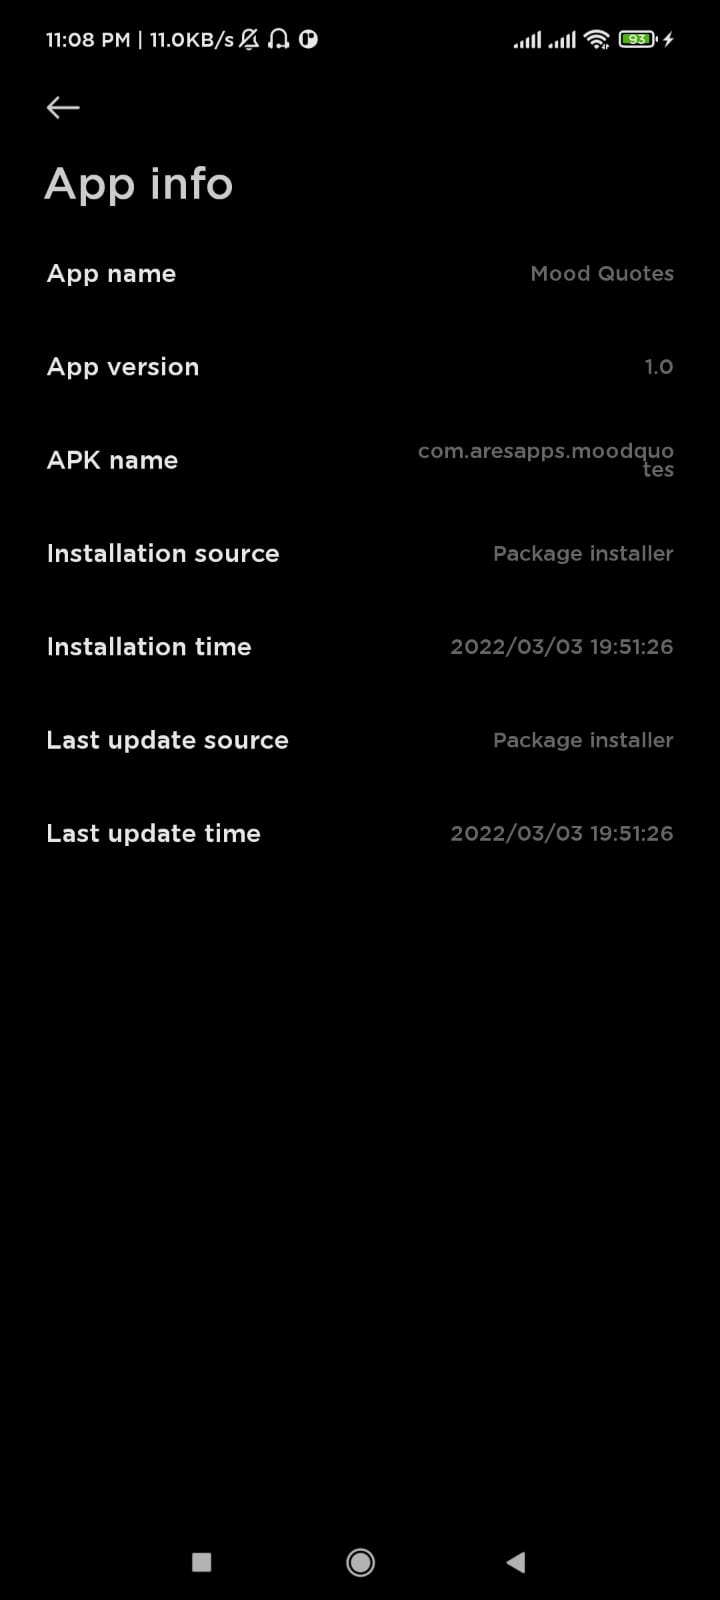 11:08 PM | 11.0KB/s
93
App info
App name
Mood Quotes
App version
1.0
APK name
com.aresapps.moodquo
tes
Installation source
Package installer
Installation time
2022/03/03 19:51:26
Last update source
Package installer
Last update time
2022/03/03 19:51:26